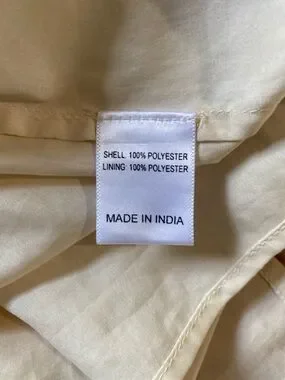 SHELL: 100% POLYESTER
LINING: 100% POLYESTER
MADE IN INDIA